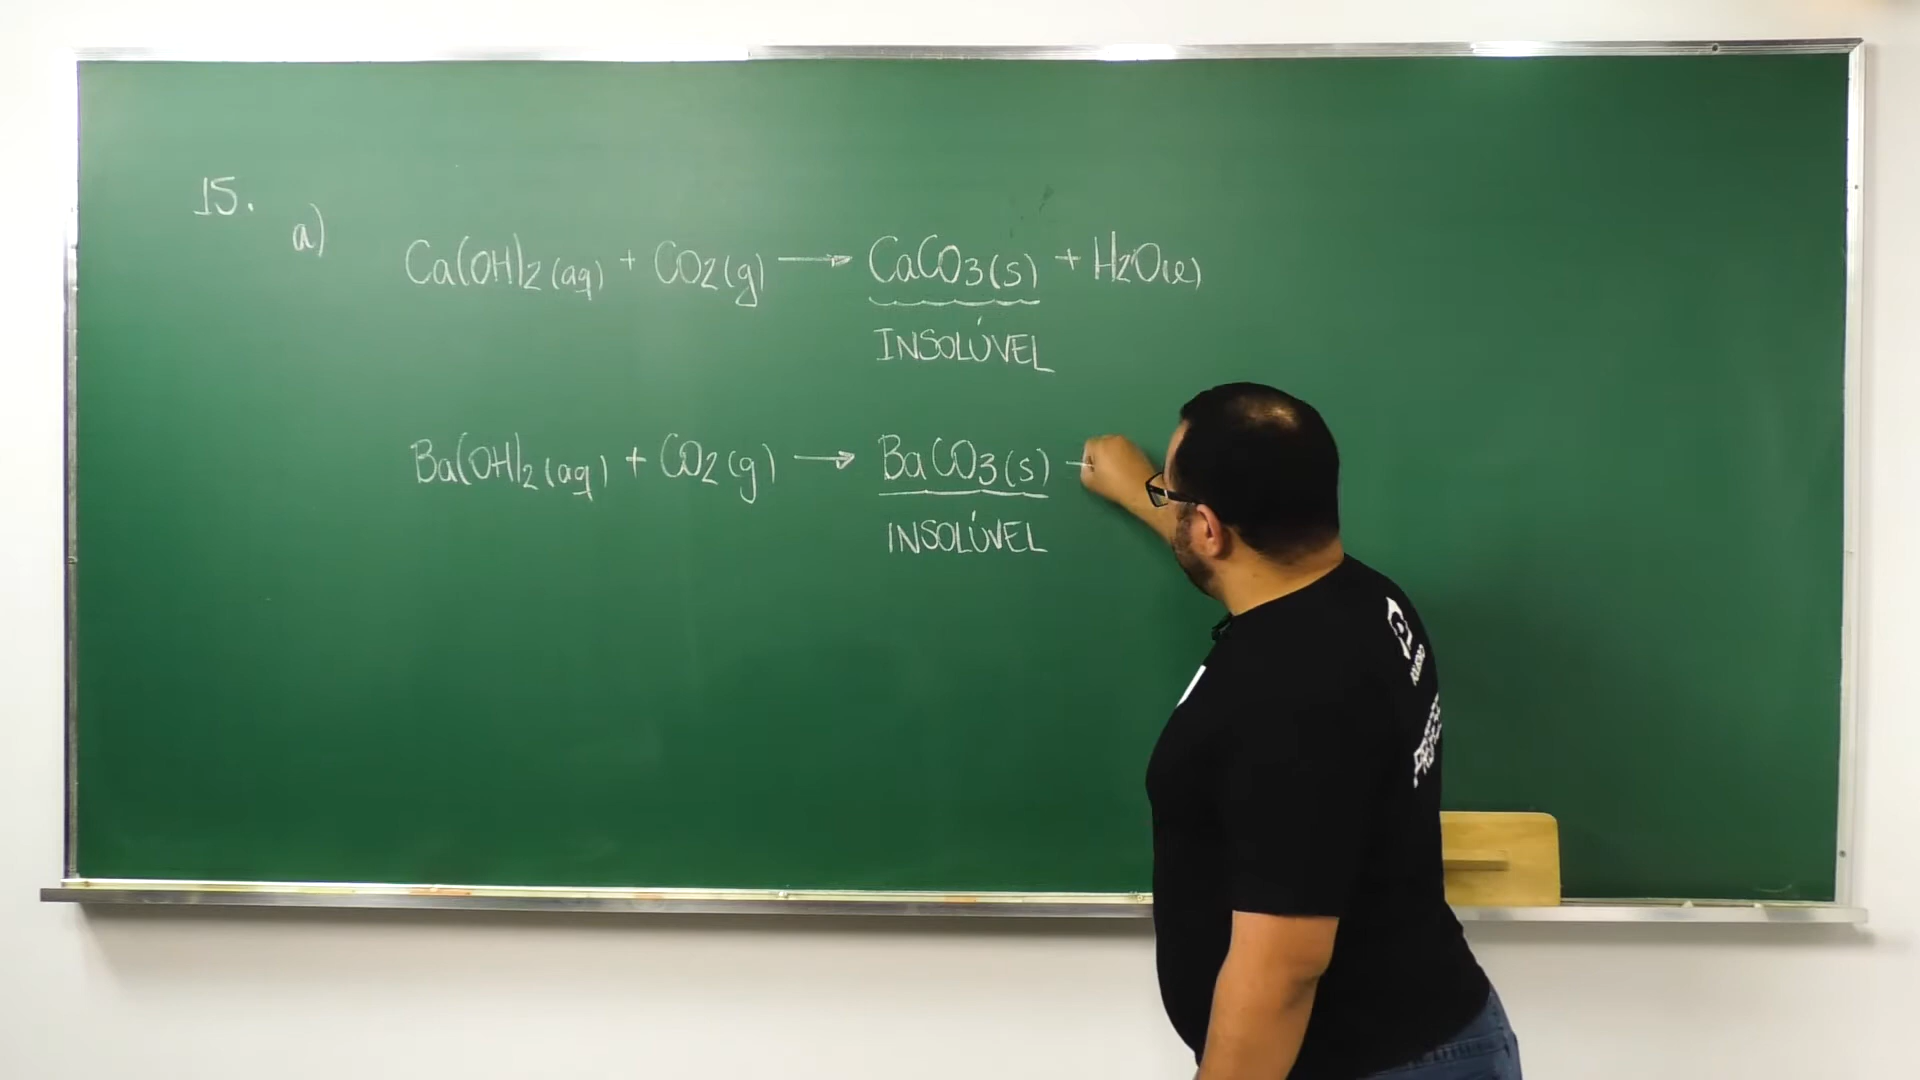 15.
a)
Ca(OH)2(aq) + CO2(g) → CaCO3(s) + H2O(l)
INSOLÚVEL
Ba(OH)2(aq) + CO2(g) → BaCO3(s) +
INSOLÚVEL